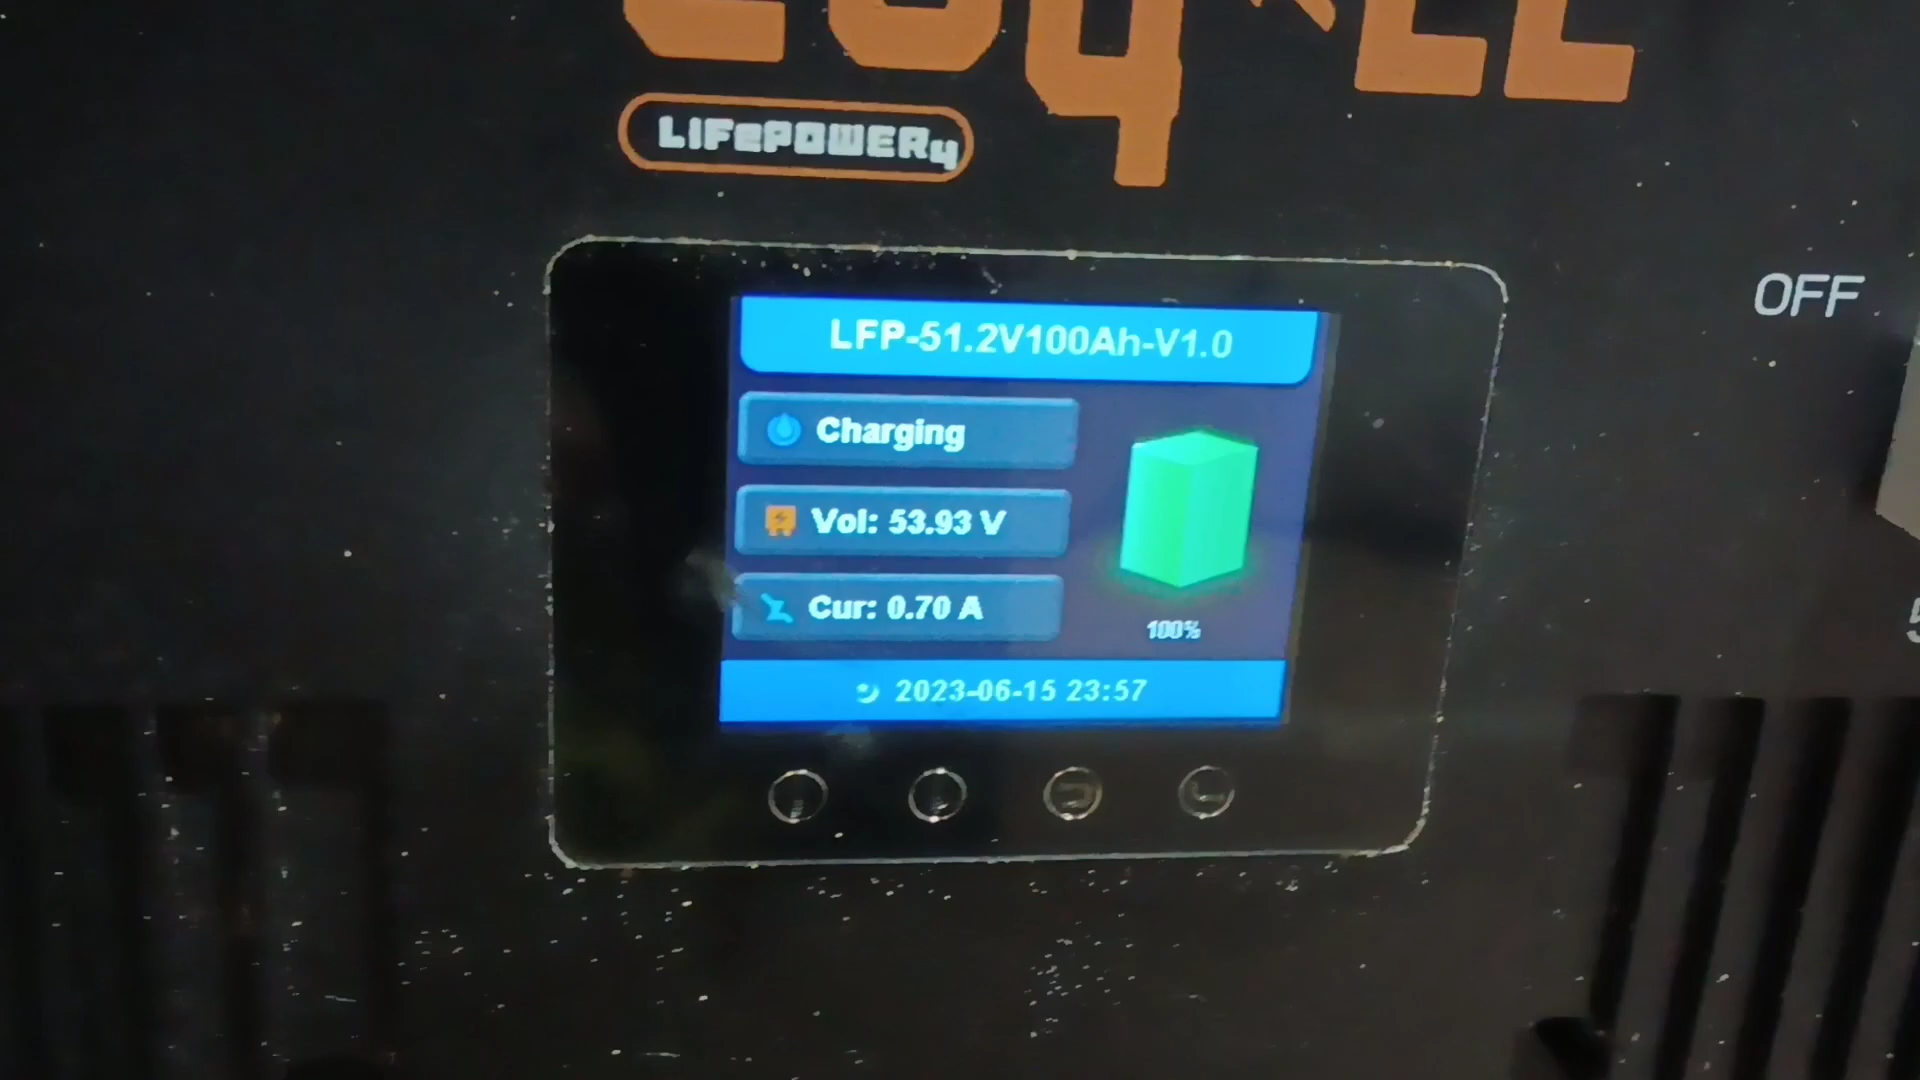 LIFePOWER4
OFF
LFP-51.2V100Ah-V1.0
Charging
Vol: 53.93 V
Cur: 0.70 A
100%
2023-06-15 23:57